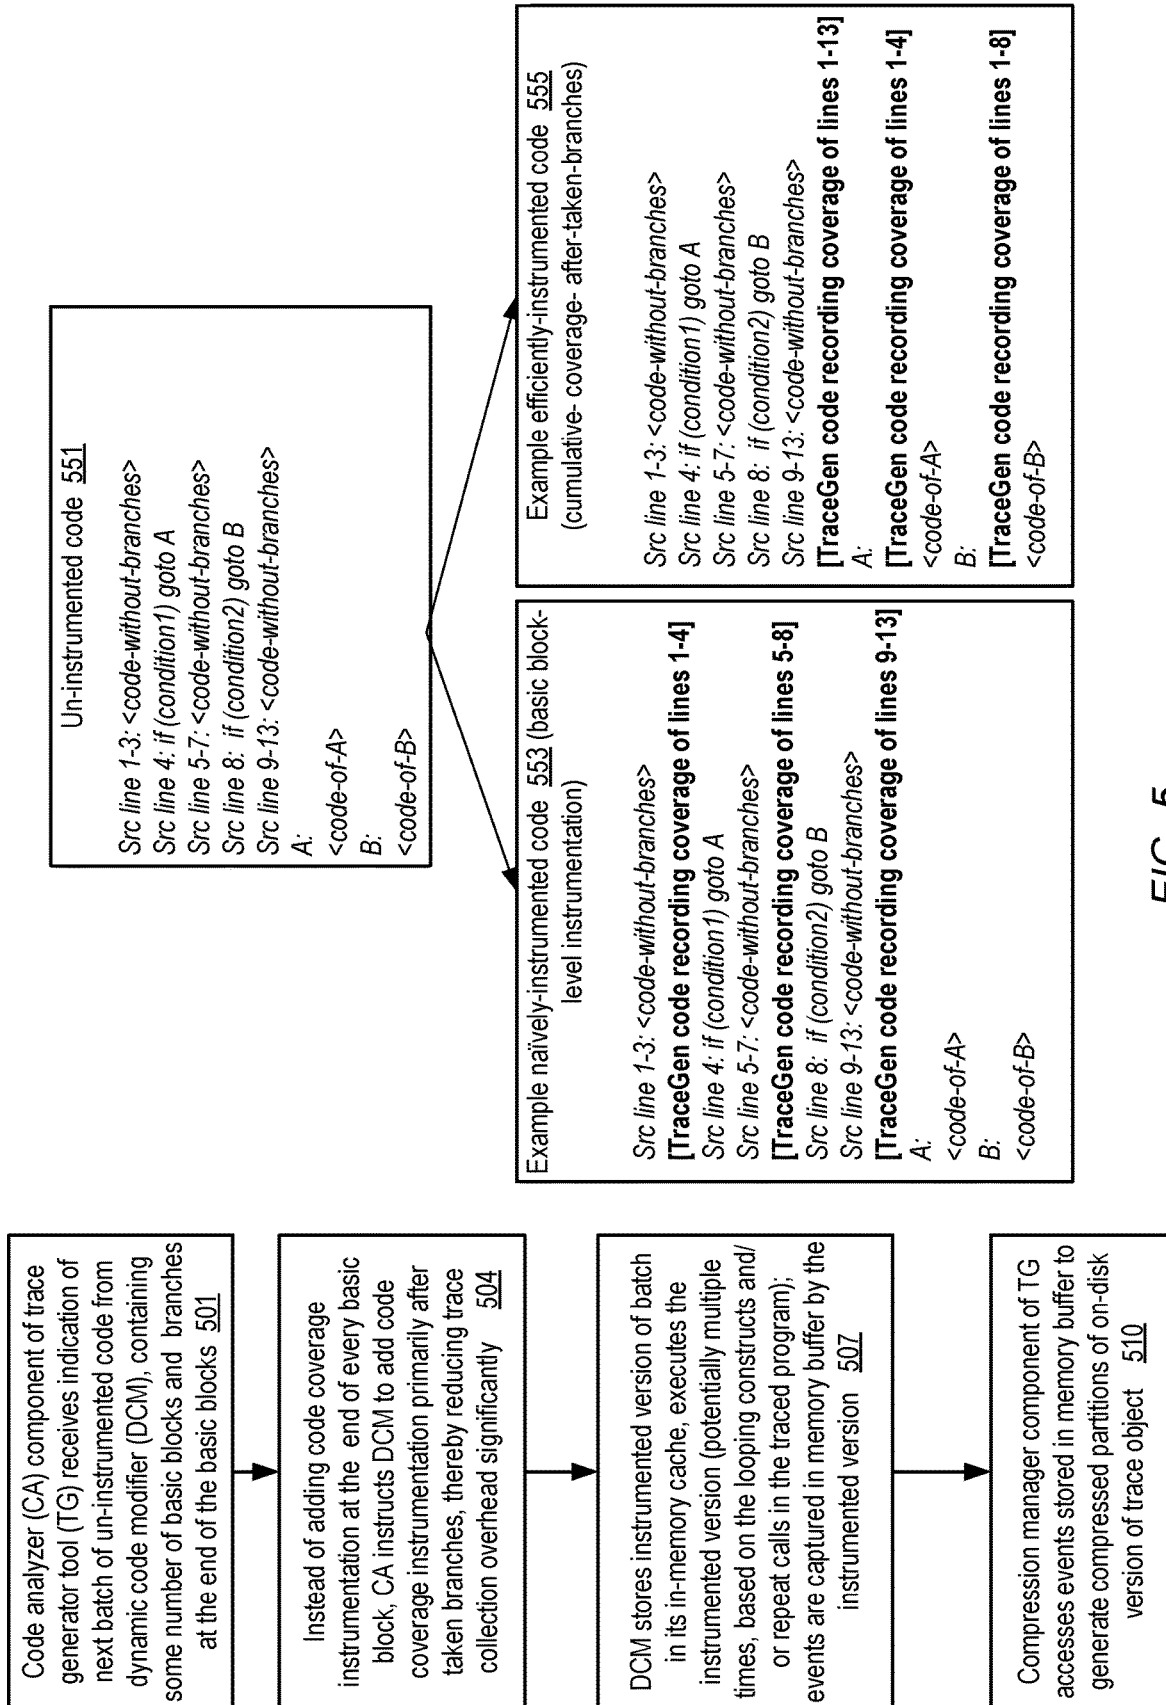 Code analyzer (CA) component of trace
generator tool (TG) receives indication of
next batch of un-instrumented code from
dynamic code modifier (DCM), containing
some number of basic blocks and branches
at the end of the basic blocks 501
Instead of adding code coverage
instrumentation at the end of every basic
block, CA instructs DCM to add code
coverage instrumentation primarily after
taken branches, thereby reducing trace
collection overhead significantly 504
DCM stores instrumented version of batch
in its in-memory cache, executes the
instrumented version (potentially multiple
times, based on the looping constructs and/
or repeat calls in the traced program);
events are captured in memory buffer by the
instrumented version 507
Compression manager component of TG
accesses events stored in memory buffer to
generate compressed partitions of on-disk
version of trace object 510
Un-instrumented code 551
Src line 1-3: <code-without-branches>
Src line 4: if (condition1) goto A
Src line 5-7: <code-without-branches>
Src line 8: if (condition2) goto B
Src line 9-13: <code-without-branches>
A:
<code-of-A>
B:
<code-of-B>
Example naïvely-instrumented code 553 (basic block-
level instrumentation)
Src line 1-3: <code-without-branches>
[TraceGen code recording coverage of lines 1-4]
Src line 4: if (condition1) goto A
Src line 5-7: <code-without-branches>
[TraceGen code recording coverage of lines 5-8]
Src line 8: if (condition2) goto B
Src line 9-13: <code-without-branches>
[TraceGen code recording coverage of lines 9-13]
A:
<code-of-A>
B:
<code-of-B>
Example efficiently-instrumented code 555
(cumulative- coverage- after-taken-branches)
Src line 1-3: <code-without-branches>
Src line 4: if (condition1) goto A
Src line 5-7: <code-without-branches>
Src line 8: if (condition2) goto B
Src line 9-13: <code-without-branches>
[TraceGen code recording coverage of lines 1-13]
A:
[TraceGen code recording coverage of lines 1-4]
<code-of-A>
B:
[TraceGen code recording coverage of lines 1-8]
<code-of-B>
FIG. 5